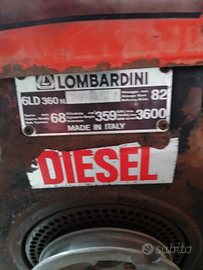 LOMBARDINI
6LD 360 N
82
68 359 3600
MADE IN ITALY
DIESEL
subito